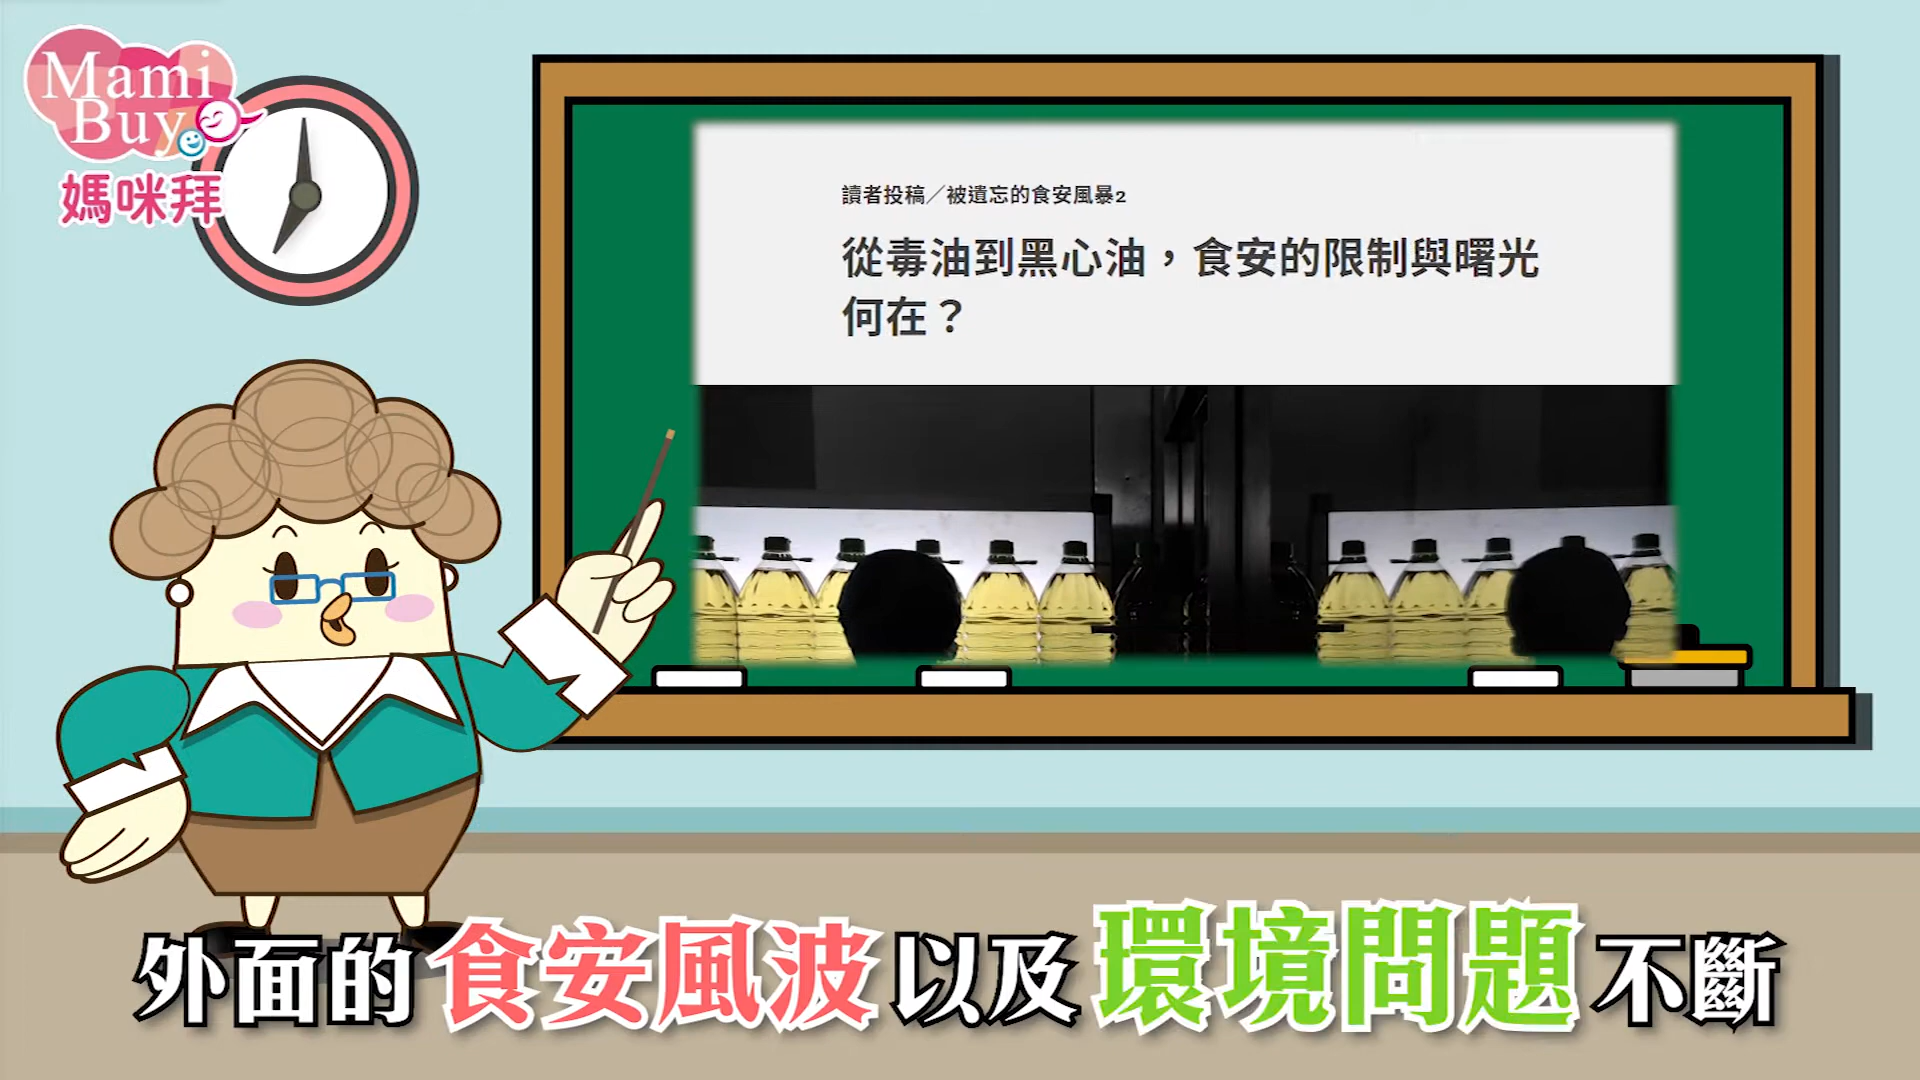 Mami
Buy
媽咪拜
讀者投稿／被遺忘的食安風暴2
從毒油到黑心油，食安的限制與曙光
何在？
外面的食安風波以及環境問題不斷